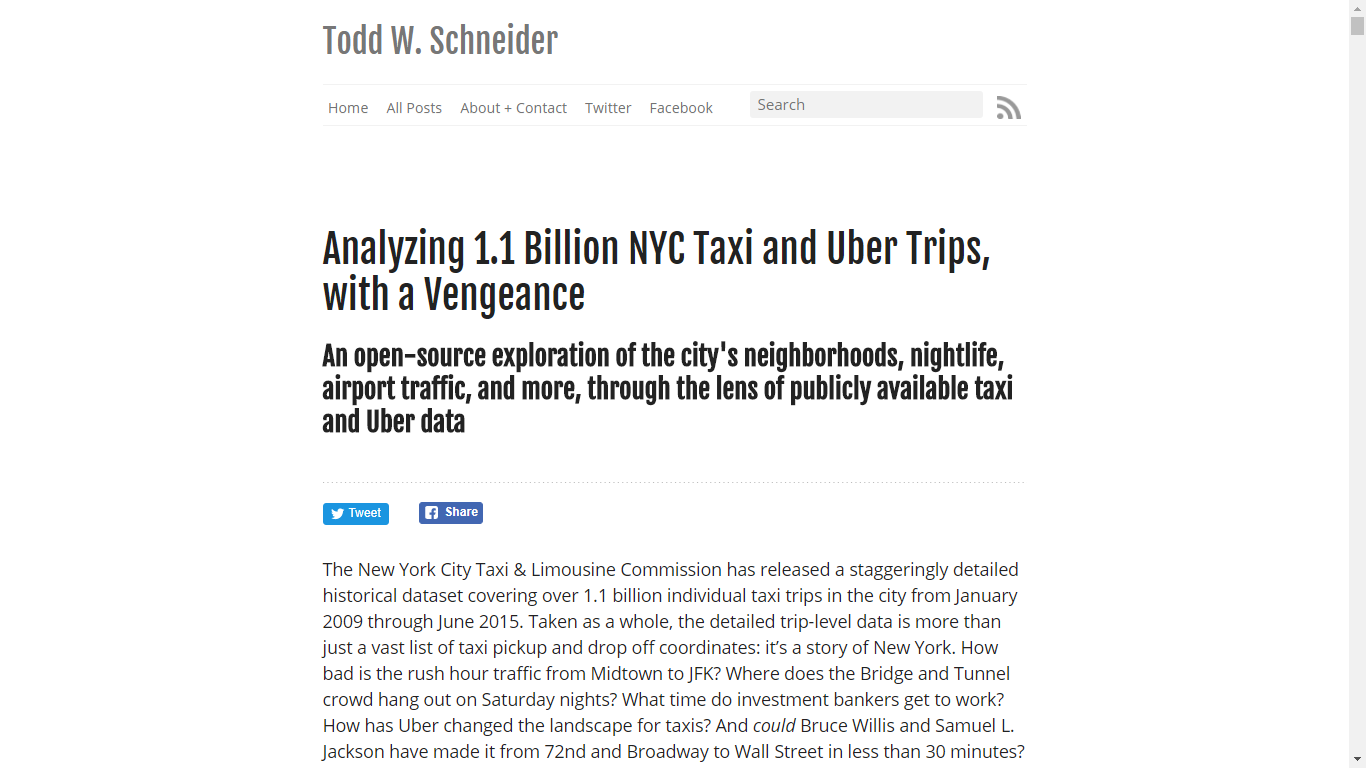 Todd W. Schneider
Home All Posts About + Contact Twitter Facebook Search
Analyzing 1.1 Billion NYC Taxi and Uber Trips,
with a Vengeance
An open-source exploration of the city's neighborhoods, nightlife,
airport traffic, and more, through the lens of publicly available taxi
and Uber data
Tweet Share
The New York City Taxi & Limousine Commission has released a staggeringly detailed
historical dataset covering over 1.1 billion individual taxi trips in the city from January
2009 through June 2015. Taken as a whole, the detailed trip-level data is more than
just a vast list of taxi pickup and drop off coordinates: it’s a story of New York. How
bad is the rush hour traffic from Midtown to JFK? Where does the Bridge and Tunnel
crowd hang out on Saturday nights? What time do investment bankers get to work?
How has Uber changed the landscape for taxis? And could Bruce Willis and Samuel L.
Jackson have made it from 72nd and Broadway to Wall Street in less than 30 minutes?